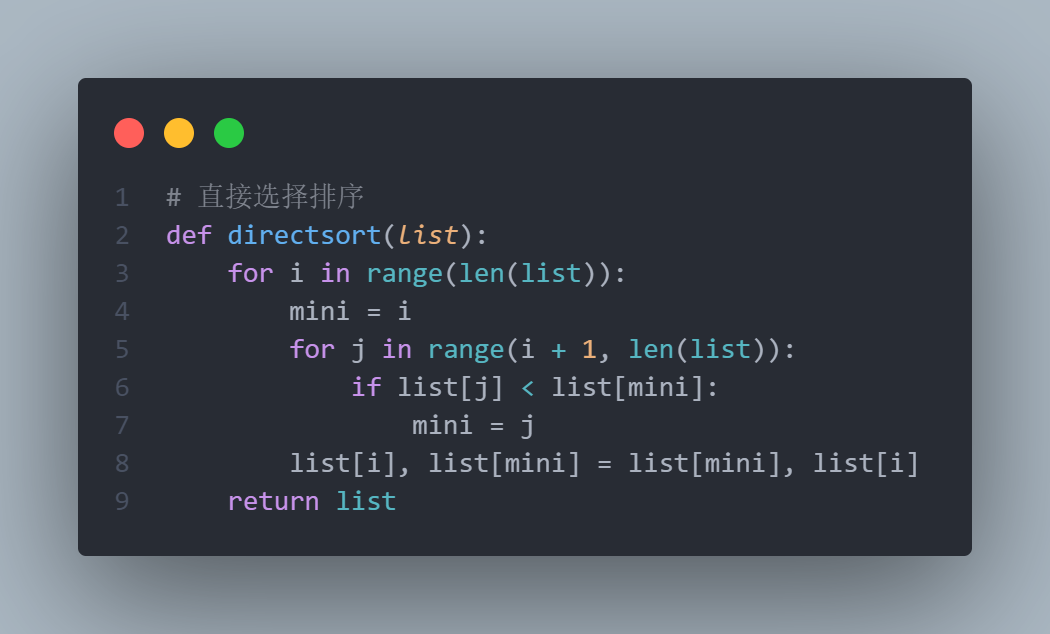 1 # 直接选择排序
2 def directsort(list):
3     for i in range(len(list)):
4         mini = i
5         for j in range(i + 1, len(list)):
6             if list[j] < list[mini]:
7                 mini = j
8         list[i], list[mini] = list[mini], list[i]
9     return list